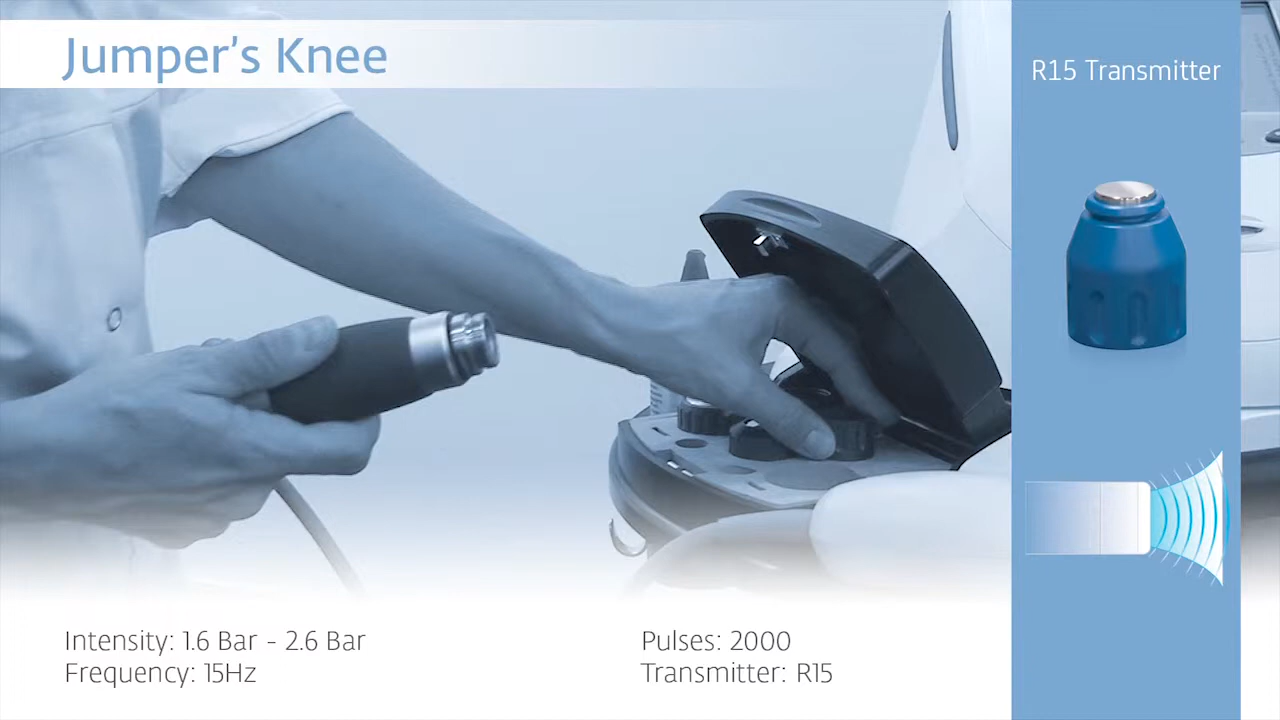 Jumper's Knee
R15 Transmitter
Intensity: 1.6 Bar - 2.6 Bar
Frequency: 15Hz
Pulses: 2000
Transmitter: R15